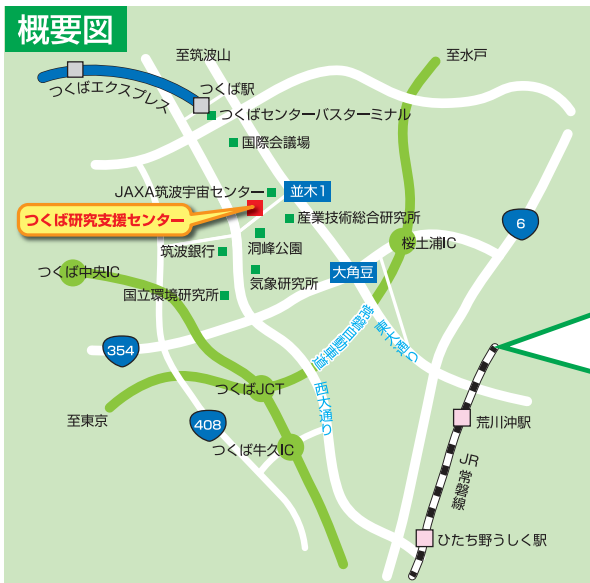 概要図
至筑波山
至水戸
つくば駅
つくばエクスプレス
つくばセンターバスターミナル
国際会議場
JAXA筑波宇宙センター
並木1
つくば研究支援センター
産業技術総合研究所
6
桜土浦IC
洞峰公園
筑波銀行
つくば中央IC
大角豆
気象研究所
国立環境研究所
常磐自動車道
東大通り
354
つくばJCT
西大通り
至東京
408
荒川沖駅
つくば牛久IC
JR常磐線
ひたち野うしく駅